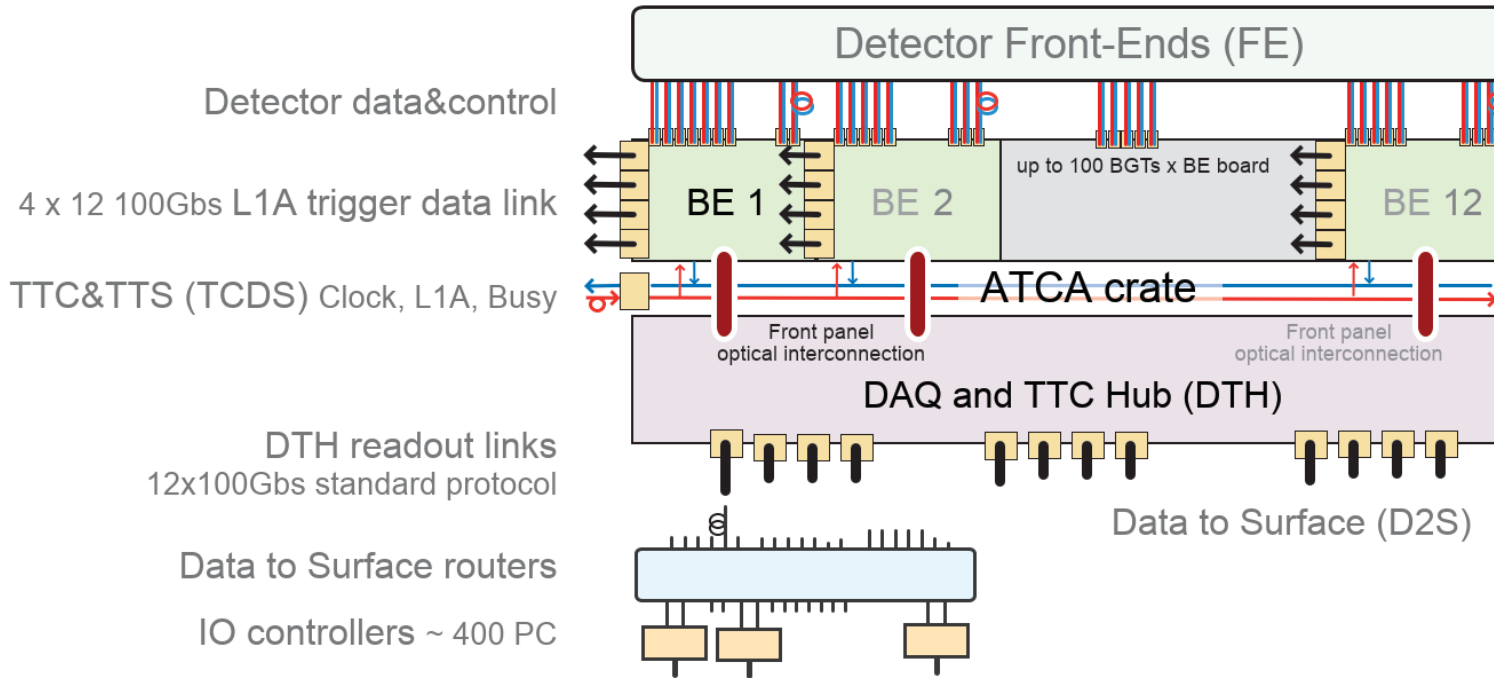 Detector Front-Ends (FE)
Detector data&control
up to 100 BGTs x BE board
4 x 12 100Gbs L1A trigger data link
BE 1
BE 2
BE 12
TTC&TTS (TCDS) Clock, L1A, Busy
ATCA crate
Front panel
optical interconnection
Front panel
optical interconnection
DAQ and TTC Hub (DTH)
DTH readout links
12x100Gbs standard protocol
Data to Surface (D2S)
Data to Surface routers
IO controllers ~ 400 PC